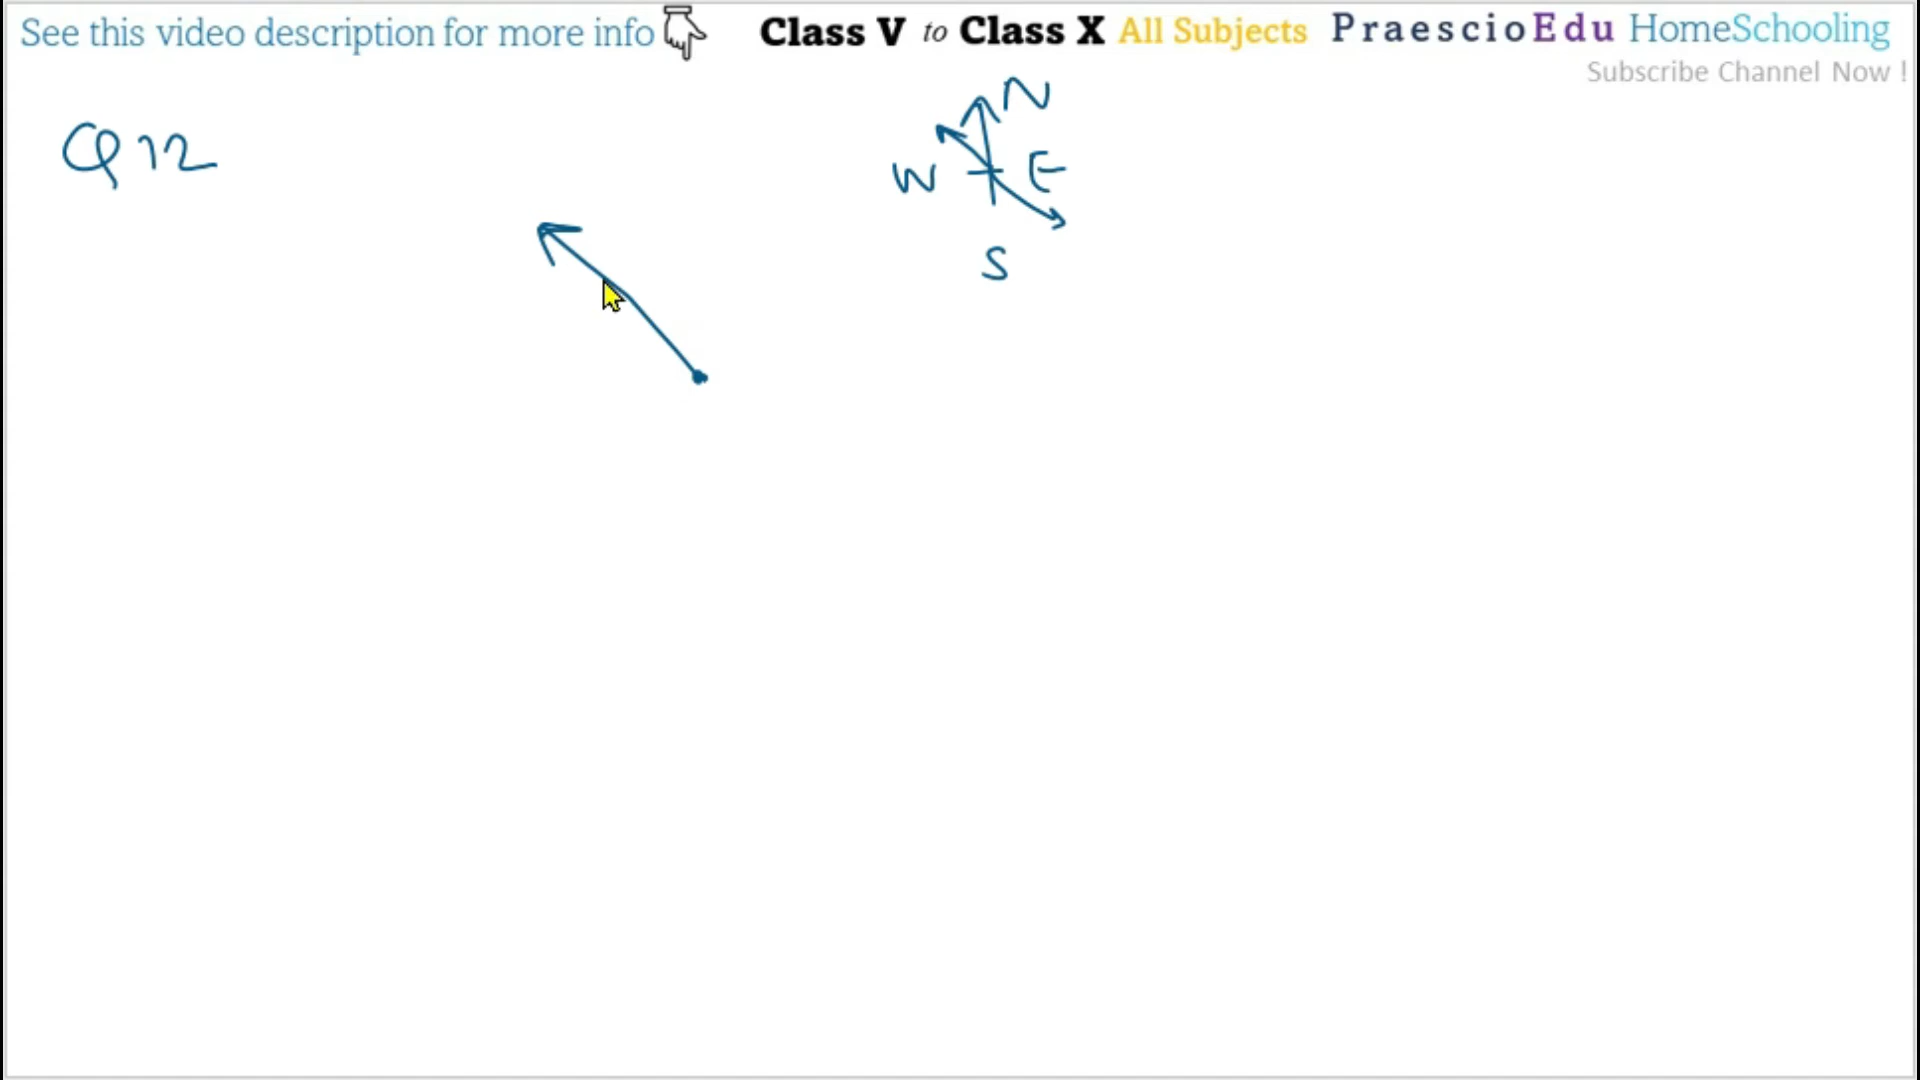 See this video description for more info Class V to Class X All Subjects PraescioEdu HomeSchooling
Subscribe Channel Now !
N
Q12
W E
S